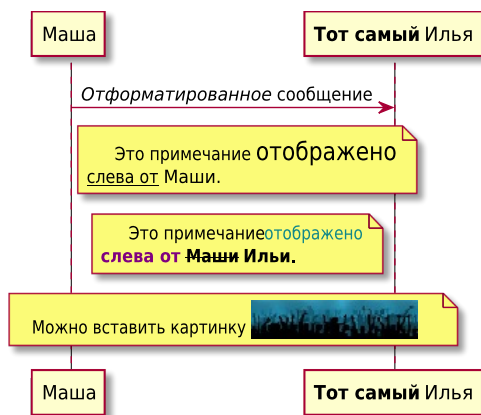 Маша
Тот самый Илья
Отформатированное сообщение
Это примечание отображено
слева от Маши.
Это примечание отображено
слева от Маши Ильи.
Можно вставить картинку
Маша
Тот самый Илья